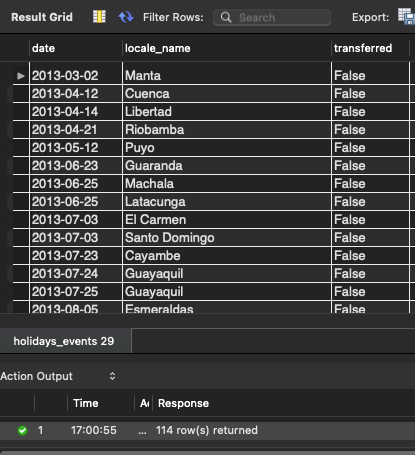 Result Grid Filter Rows: Search Export:
date locale_name transferred
2013-03-02 Manta False
2013-04-12 Cuenca False
2013-04-14 Libertad False
2013-04-21 Riobamba False
2013-05-12 Puyo False
2013-06-23 Guaranda False
2013-06-25 Machala False
2013-06-25 Latacunga False
2013-07-03 El Carmen False
2013-07-03 Santo Domingo False
2013-07-23 Cayambe False
2013-07-24 Guayaquil False
2013-07-25 Guayaquil False
2013-08-05 Esmeraldas False
holidays_events 29
Action Output
Time Response
1 17:00:55 ... 114 row(s) returned